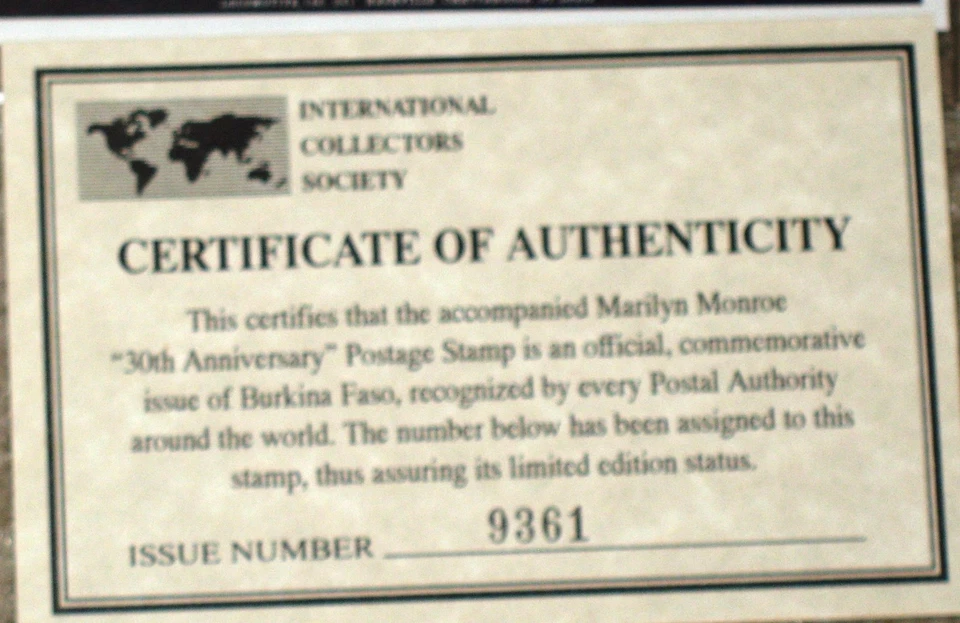 INTERNATIONAL
COLLECTORS
SOCIETY
CERTIFICATE OF AUTHENTICITY
This certifies that the accompanied Marilyn Monroe
"30th Anniversary" Postage Stamp is an official, commemorative
issue of Burkina Faso, recognized by every Postal Authority
around the world. The number below has been assigned to this
stamp, thus assuring its limited edition status.
ISSUE NUMBER 9361